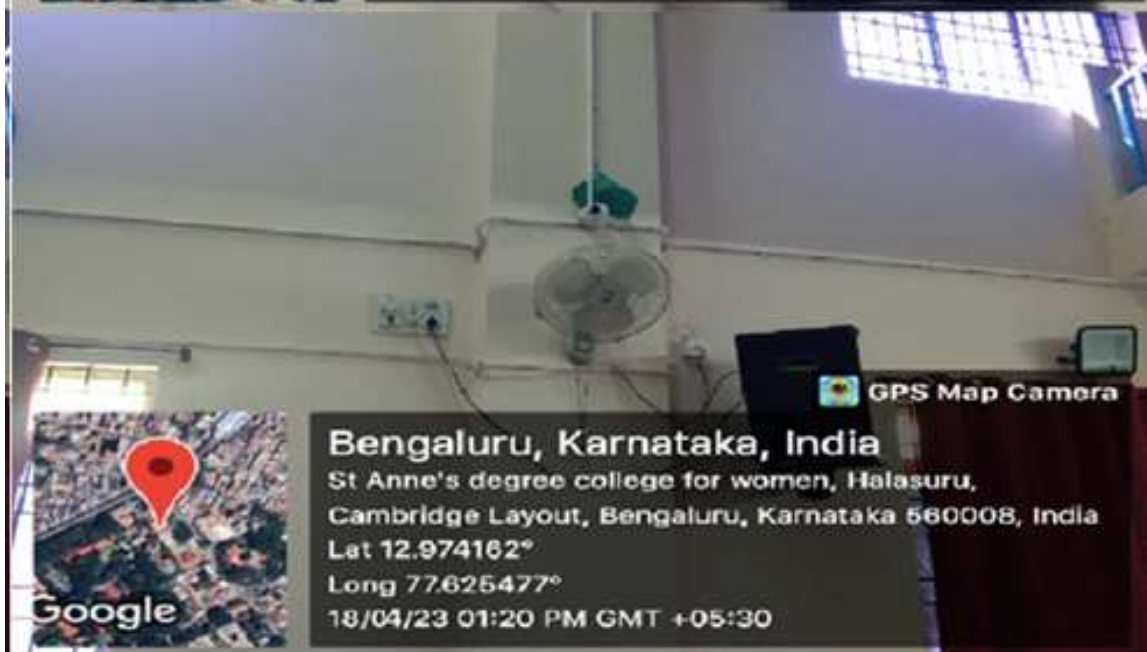 GPS Map Camera
Bengaluru, Karnataka, India
St Anne's degree college for women, Halasuru,
Cambridge Layout, Bengaluru, Karnataka 560008, India
Lat 12.974162°
Long 77.625477°
18/04/23 01:20 PM GMT +05:30
Google